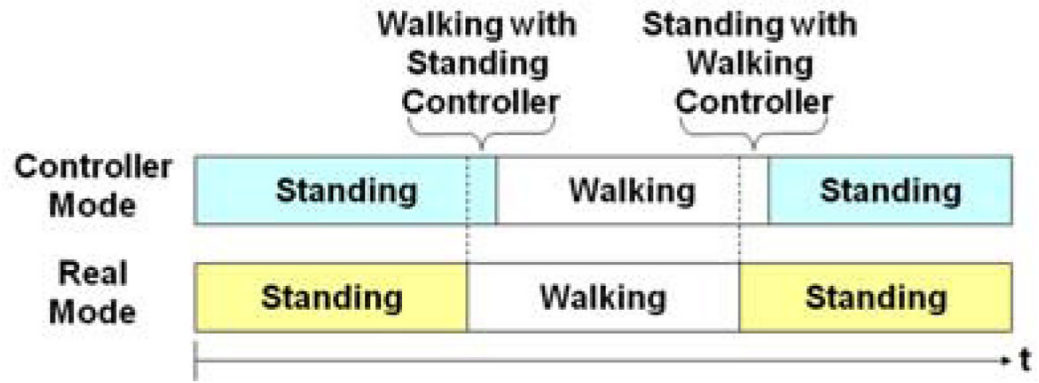 Walking with
Standing
Controller
Standing with
Walking
Controller
Controller
Mode
Standing
Walking
Standing
Real
Mode
Standing
Walking
Standing
t